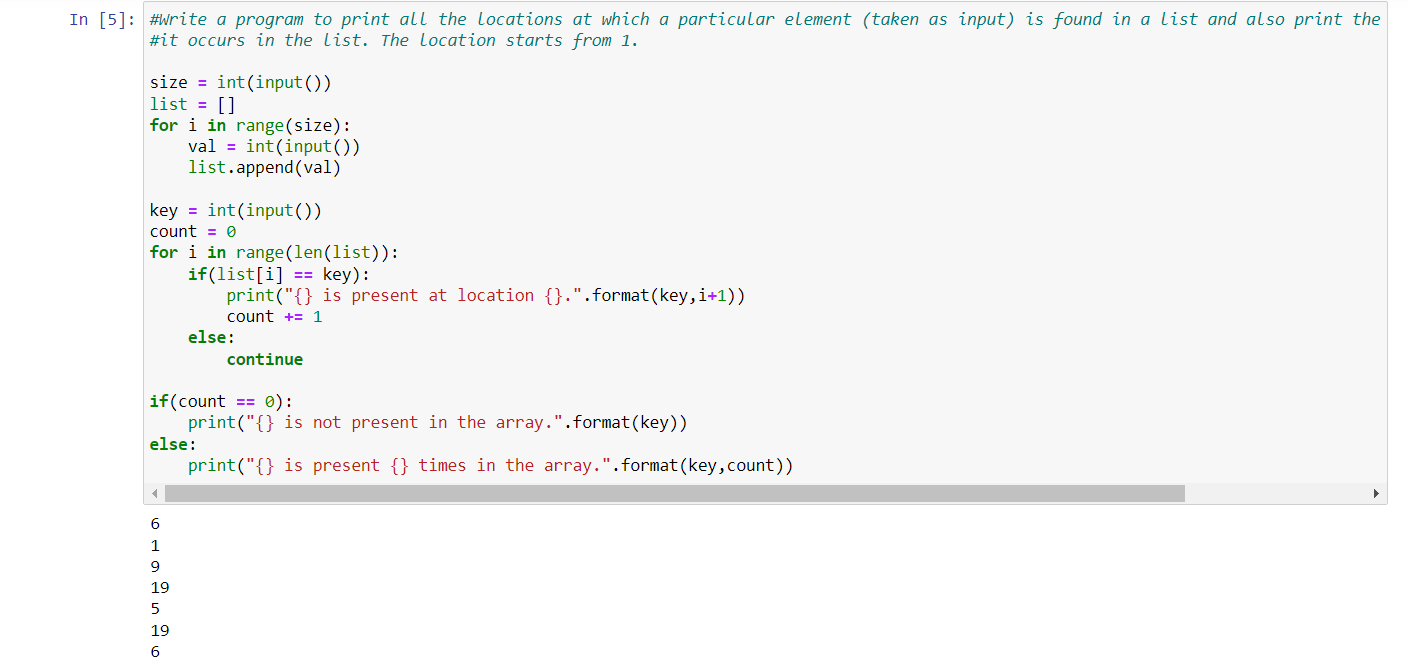 In [5]: #Write a program to print all the locations at which a particular element (taken as input) is found in a list and also print the
#it occurs in the list. The location starts from 1.

size = int(input())
list = []
for i in range(size):
    val = int(input())
    list.append(val)

key = int(input())
count = 0
for i in range(len(list)):
    if(list[i] == key):
        print("{} is present at location {}.".format(key,i+1))
        count += 1
    else:
        continue

if(count == 0):
    print("{} is not present in the array.".format(key))
else:
    print("{} is present {} times in the array.".format(key,count))
6
1
9
19
5
19
6